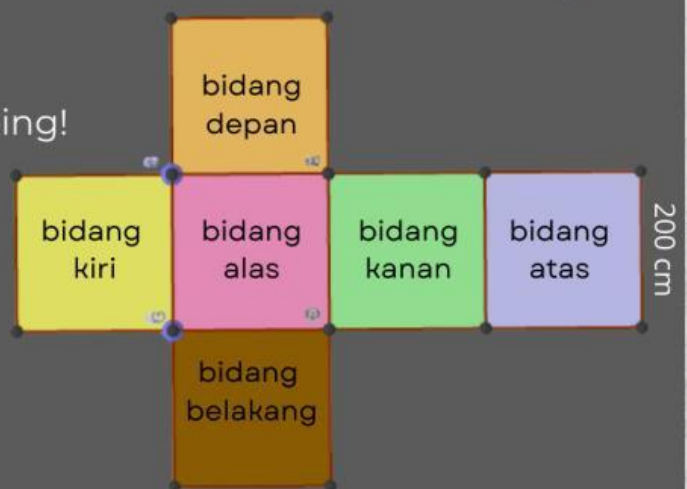 bidang
depan
ing!
bidang
kiri
bidang
alas
bidang
kanan
bidang
atas
200 cm
bidang
belakang